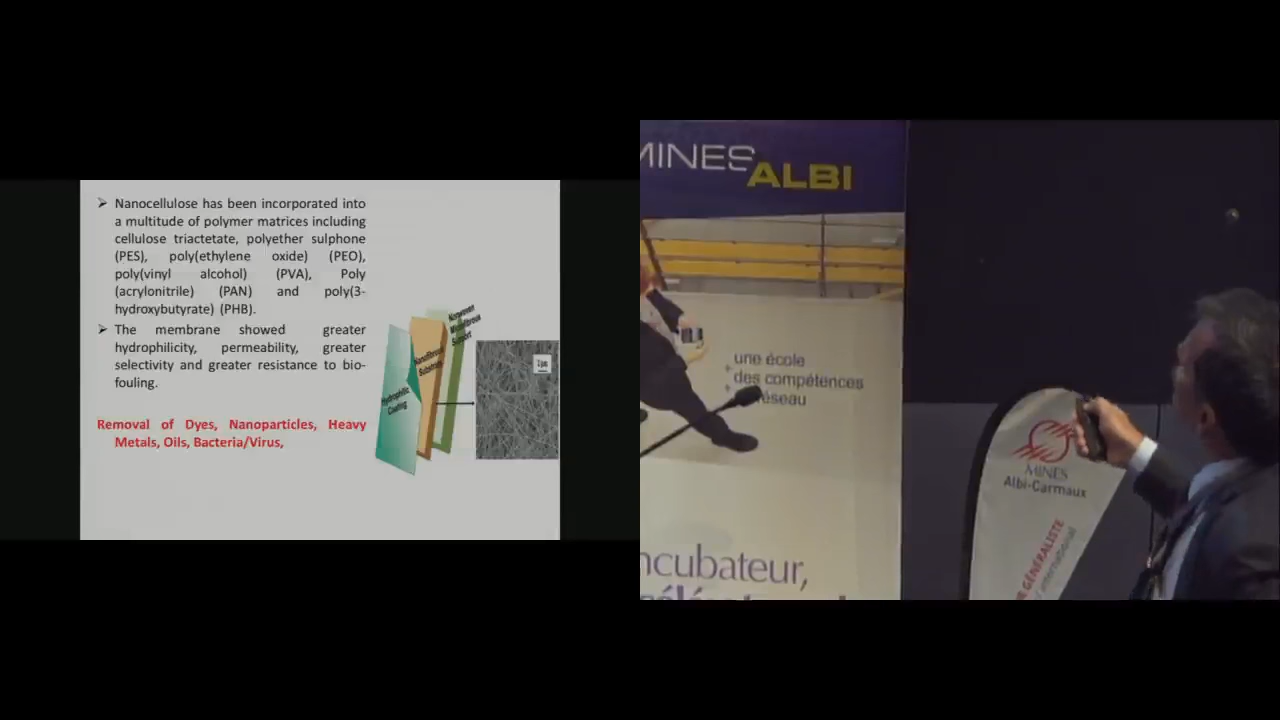 ➢ Nanocellulose has been incorporated into
a multitude of polymer matrices including
cellulose triactetate, polyether sulphone
(PES), poly(ethylene oxide) (PEO),
poly(vinyl alcohol) (PVA), Poly
(acrylonitrile) (PAN) and poly(3-
hydroxybutyrate) (PHB).
➢ The membrane showed greater
hydrophilicity, permeability, greater
selectivity and greater resistance to bio-
fouling.
Removal of Dyes, Nanoparticles, Heavy
Metals, Oils, Bacteria/Virus,
Hydrophilic
Coating
Nanofibrous
Substrate
Nonwoven
Microfibrous
Support
MINES
ALBI
une école
+ des compétences
+ réseau
ncubateur,
MINES
Albi-Carmaux
GÉNÉRALISTE
international